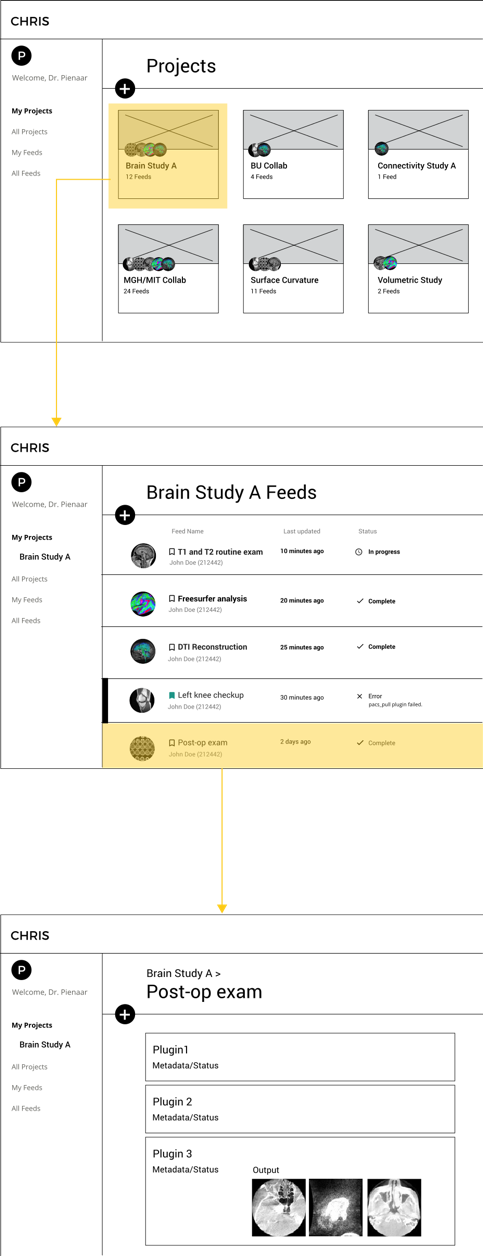 CHRIS
P
Welcome, Dr. Pienaar
My Projects
All Projects
My Feeds
All Feeds
Projects
Brain Study A
12 Feeds
BU Collab
4 Feeds
Connectivity Study A
1 Feed
MGH/MIT Collab
24 Feeds
Surface Curvature
11 Feeds
Volumetric Study
2 Feeds
CHRIS
P
Welcome, Dr. Pienaar
My Projects
Brain Study A
All Projects
My Feeds
All Feeds
Brain Study A Feeds
Feed Name Last updated Status
T1 and T2 routine exam 10 minutes ago In progress
John Doe (212442)
Freesurfer analysis 20 minutes ago Complete
John Doe (212442)
DTI Reconstruction 25 minutes ago Complete
John Doe (212442)
Left knee checkup 30 minutes ago Error
John Doe (212442) pacs_pull plugin failed.
Post-op exam 2 days ago Complete
John Doe (212442)
CHRIS
P
Welcome, Dr. Pienaar
My Projects
Brain Study A
All Projects
My Feeds
All Feeds
Brain Study A >
Post-op exam
Plugin1
Metadata/Status
Plugin 2
Metadata/Status
Plugin 3
Metadata/Status
Output